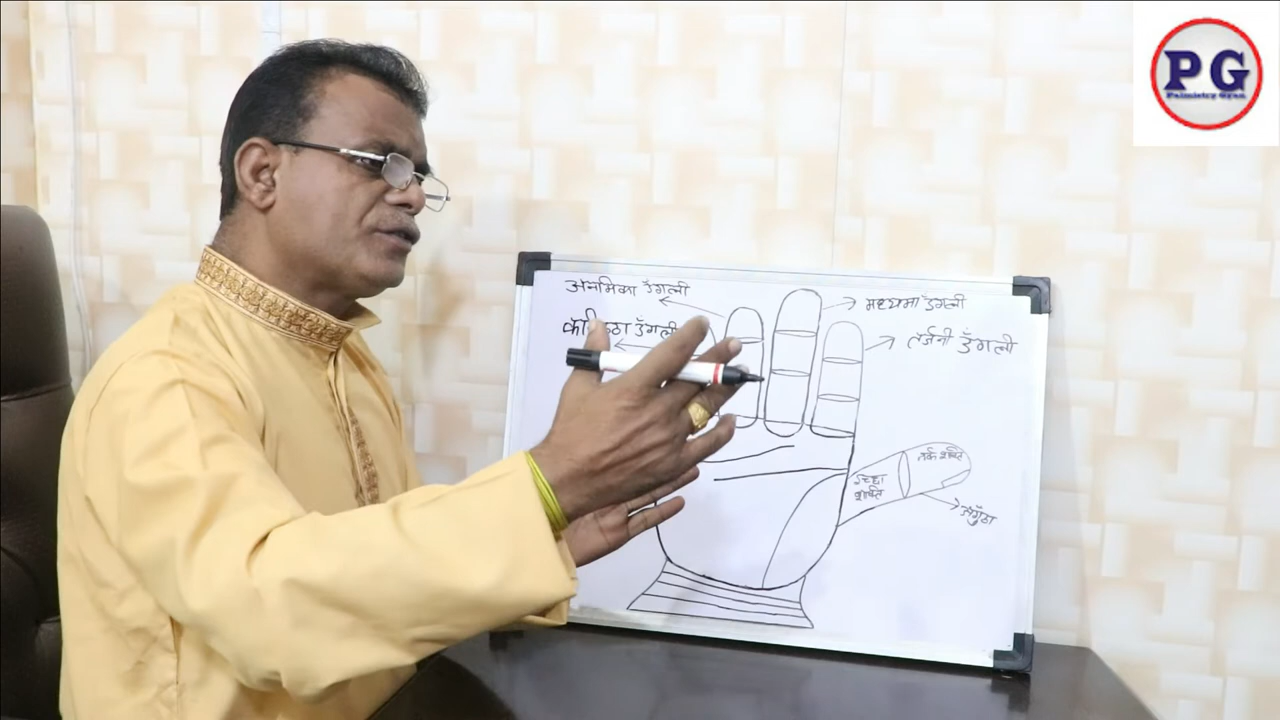 PG
Palmistry Gyan
अनामिका उँगली
मध्यमा उँगली
कनिष्ठा उँगली
तर्जनी उँगली
तर्क शक्ति
इच्छा
शक्ति
अंगूँठा